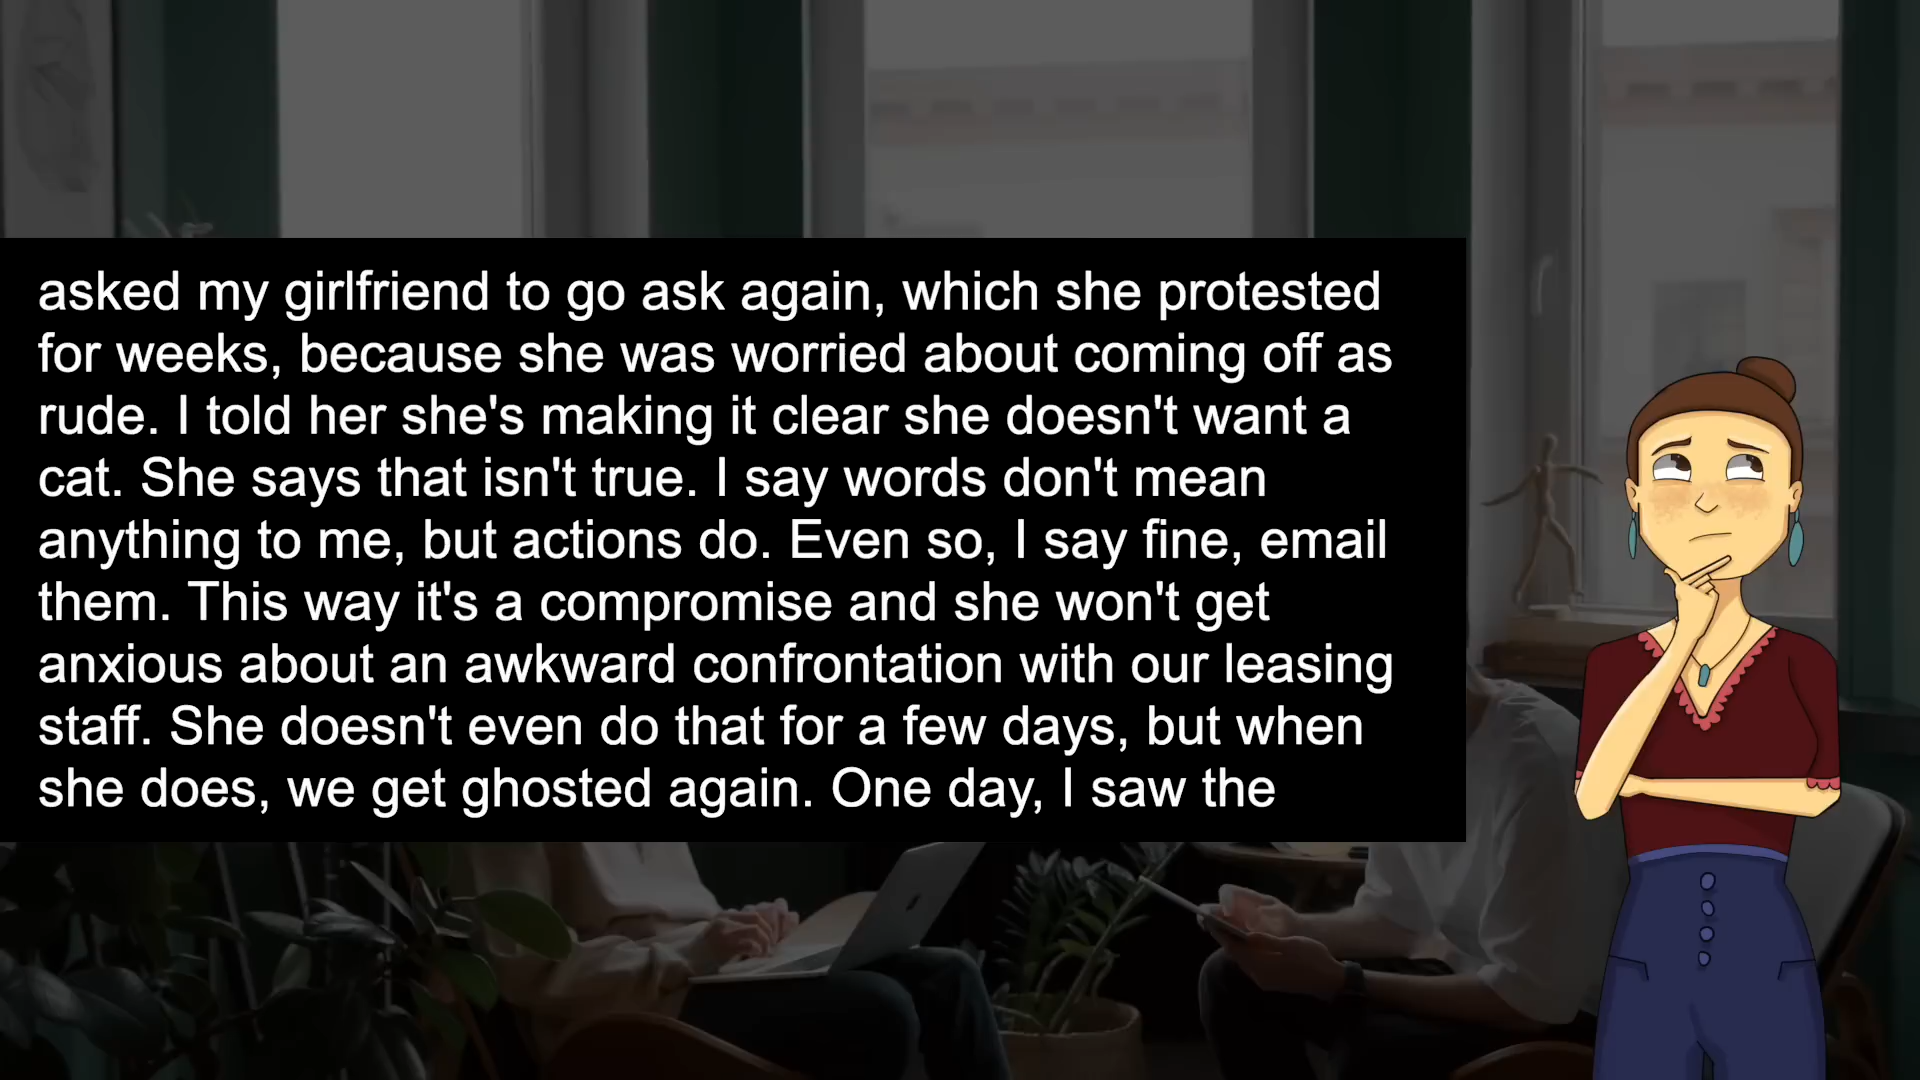 asked my girlfriend to go ask again, which she protested
for weeks, because she was worried about coming off as
rude. I told her she's making it clear she doesn't want a
cat. She says that isn't true. I say words don't mean
anything to me, but actions do. Even so, I say fine, email
them. This way it's a compromise and she won't get
anxious about an awkward confrontation with our leasing
staff. She doesn't even do that for a few days, but when
she does, we get ghosted again. One day, I saw the